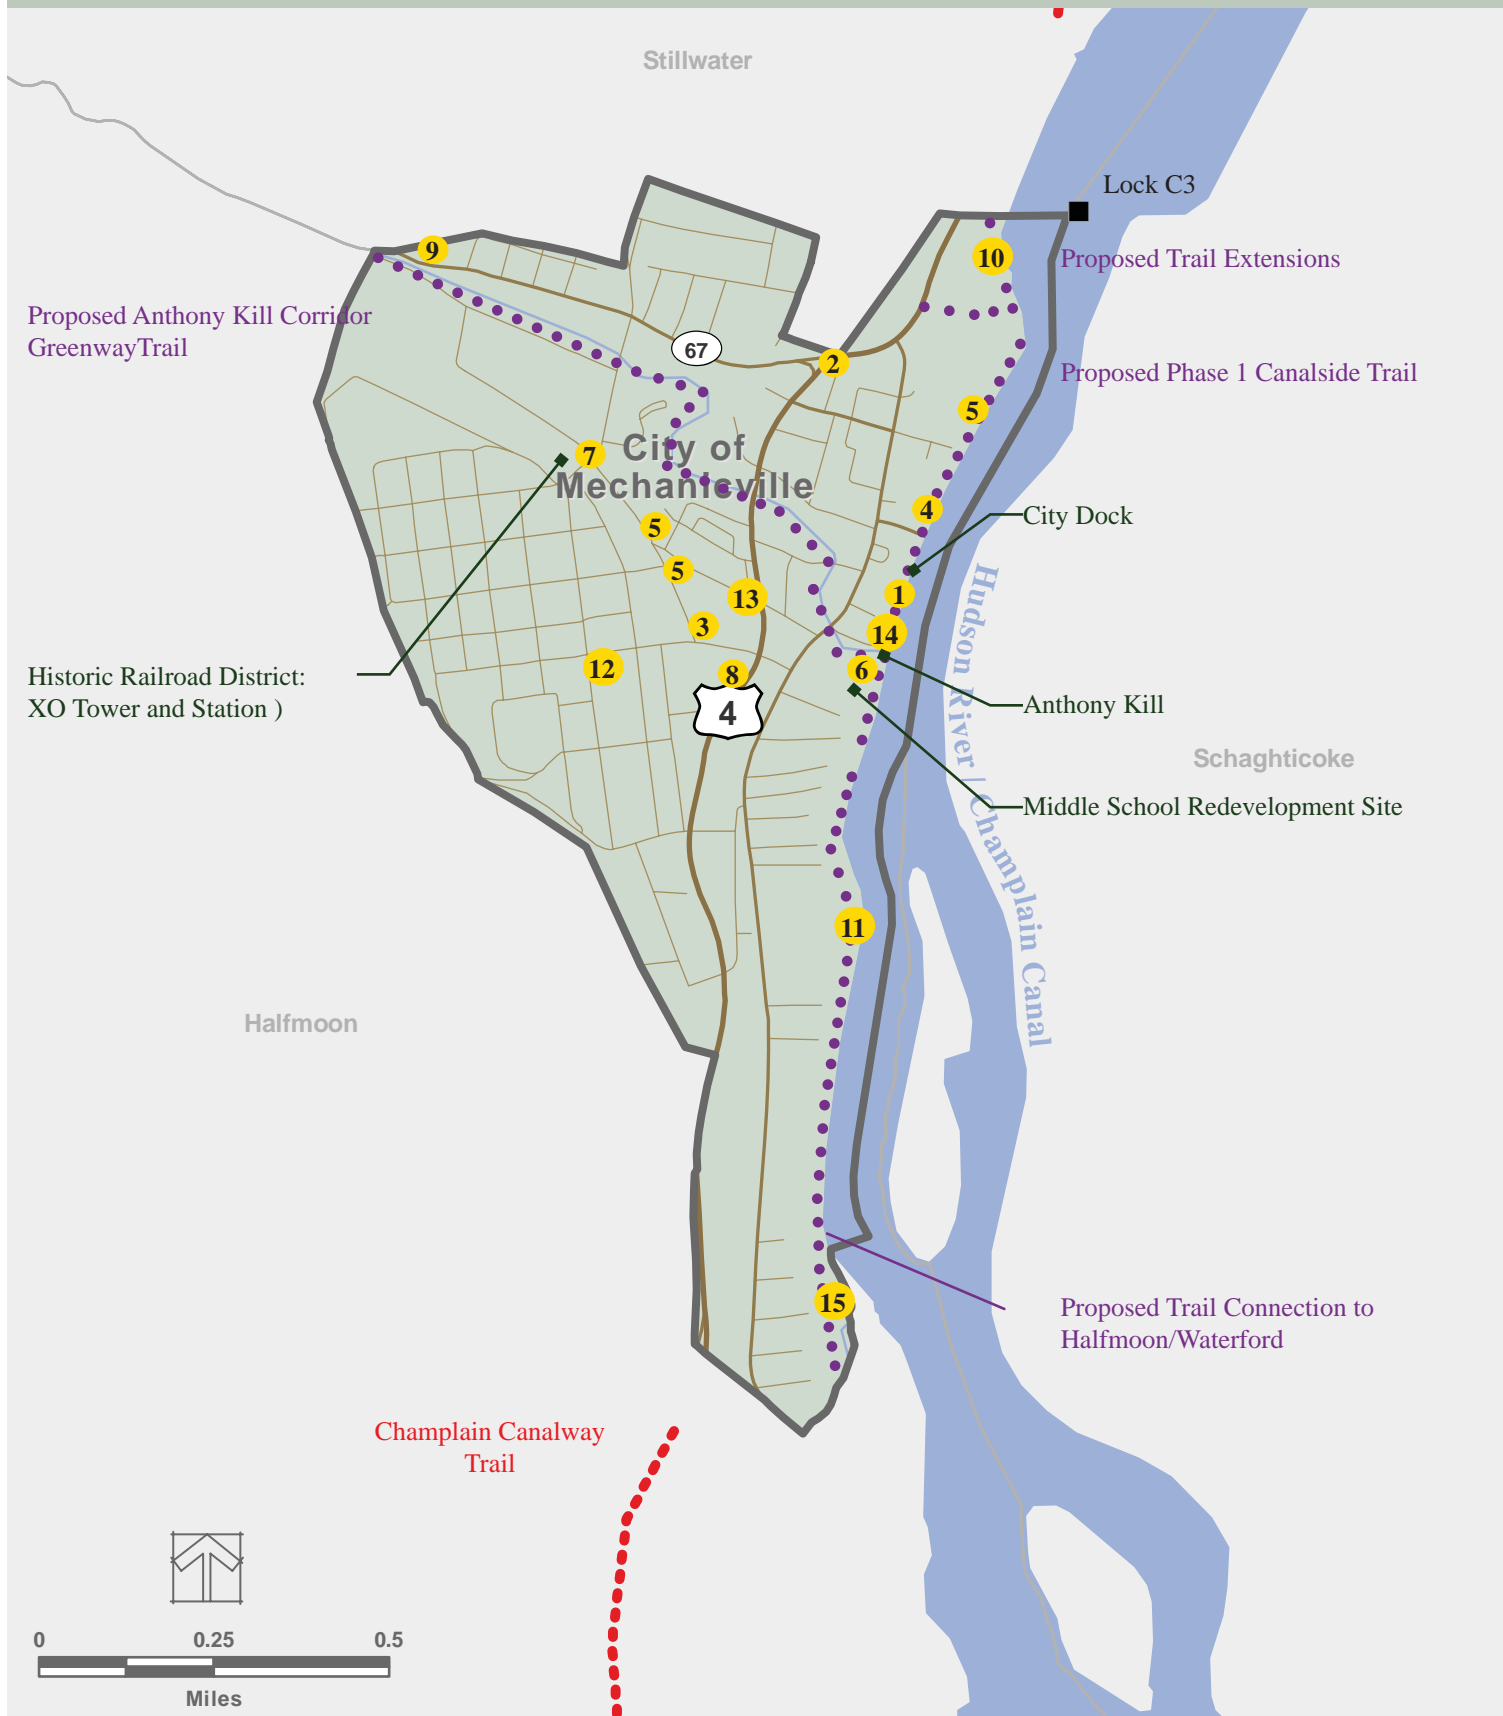 Stillwater
Lock C3
9
10
Proposed Trail Extensions
Proposed Anthony Kill Corridor
GreenwayTrail
67
2
Proposed Phase 1 Canalside Trail
5
7
City of
Mechanicville
4
City Dock
5
5
13
1
3
14
Hudson River / Champlain Canal
12
8
6
Historic Railroad District:
XO Tower and Station )
4
Anthony Kill
Schaghticoke
Middle School Redevelopment Site
11
Halfmoon
15
Proposed Trail Connection to
Halfmoon/Waterford
Champlain Canalway
Trail
0 0.25 0.5
Miles